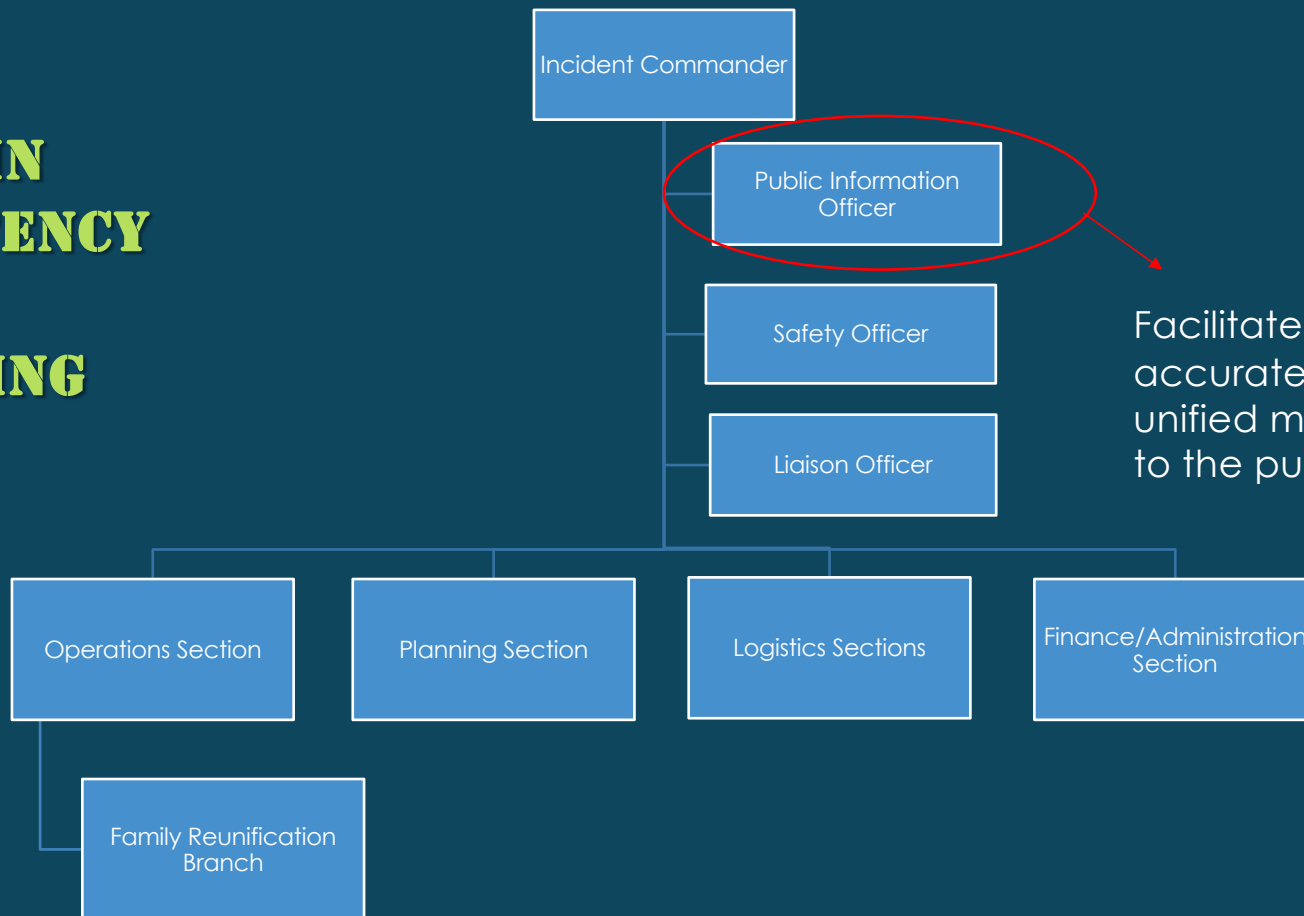 Incident Commander
Public Information
Officer
Safety Officer
Liaison Officer
Facilitate
accurate
unified
to the
Operations Section
Planning Section
Logistics Sections
Finance/Administration
Section
Family Reunification
Branch